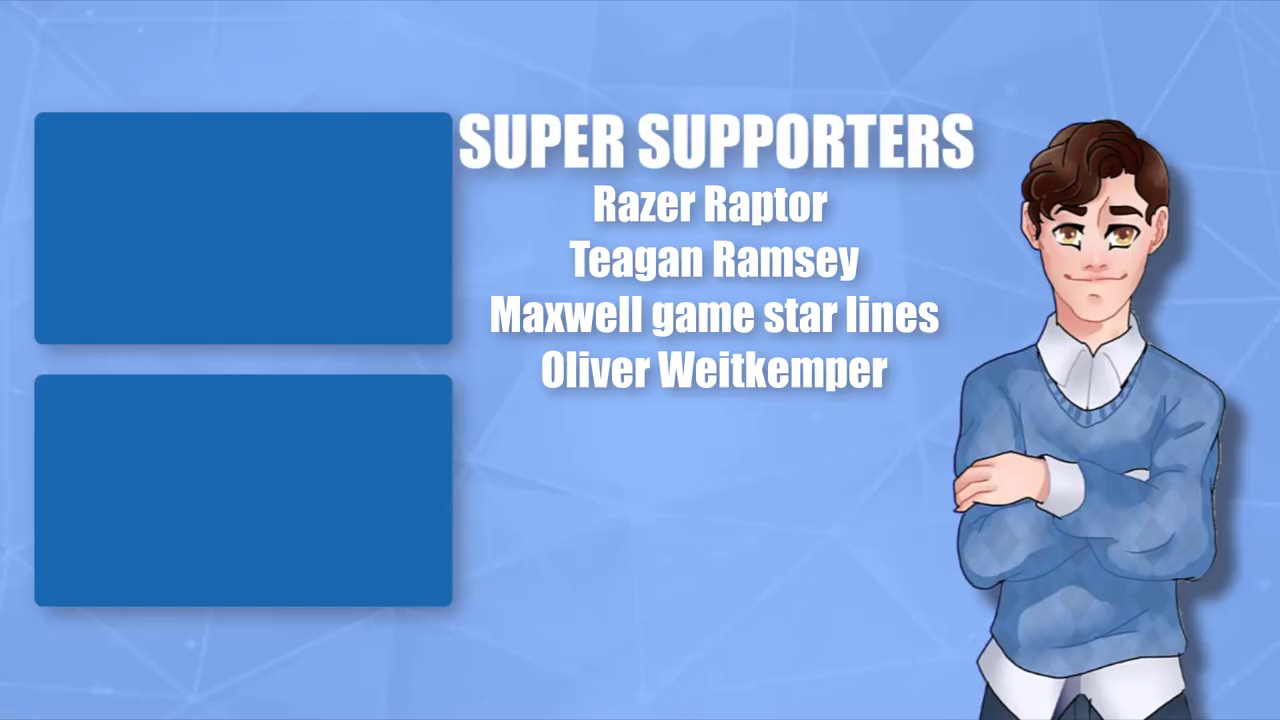 SUPER SUPPORTERS
Razer Raptor
Teagan Ramsey
Maxwell game star lines
Oliver Weitkemper